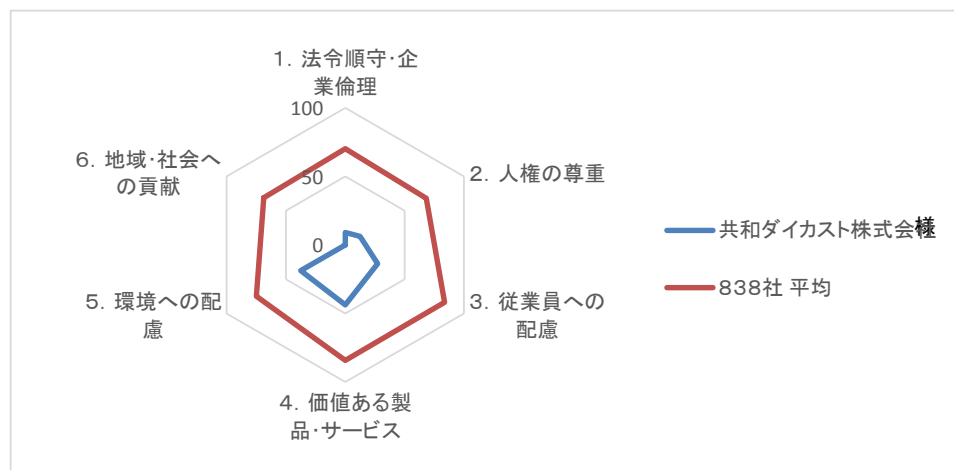 1. 法令順守・企
業倫理
100
50
0
2. 人権の尊重
3. 従業員への
配慮
4. 価値ある製
品・サービス
5. 環境への配
慮
6. 地域・社会へ
の貢献
共和ダイカスト株式会社様
838社 平均